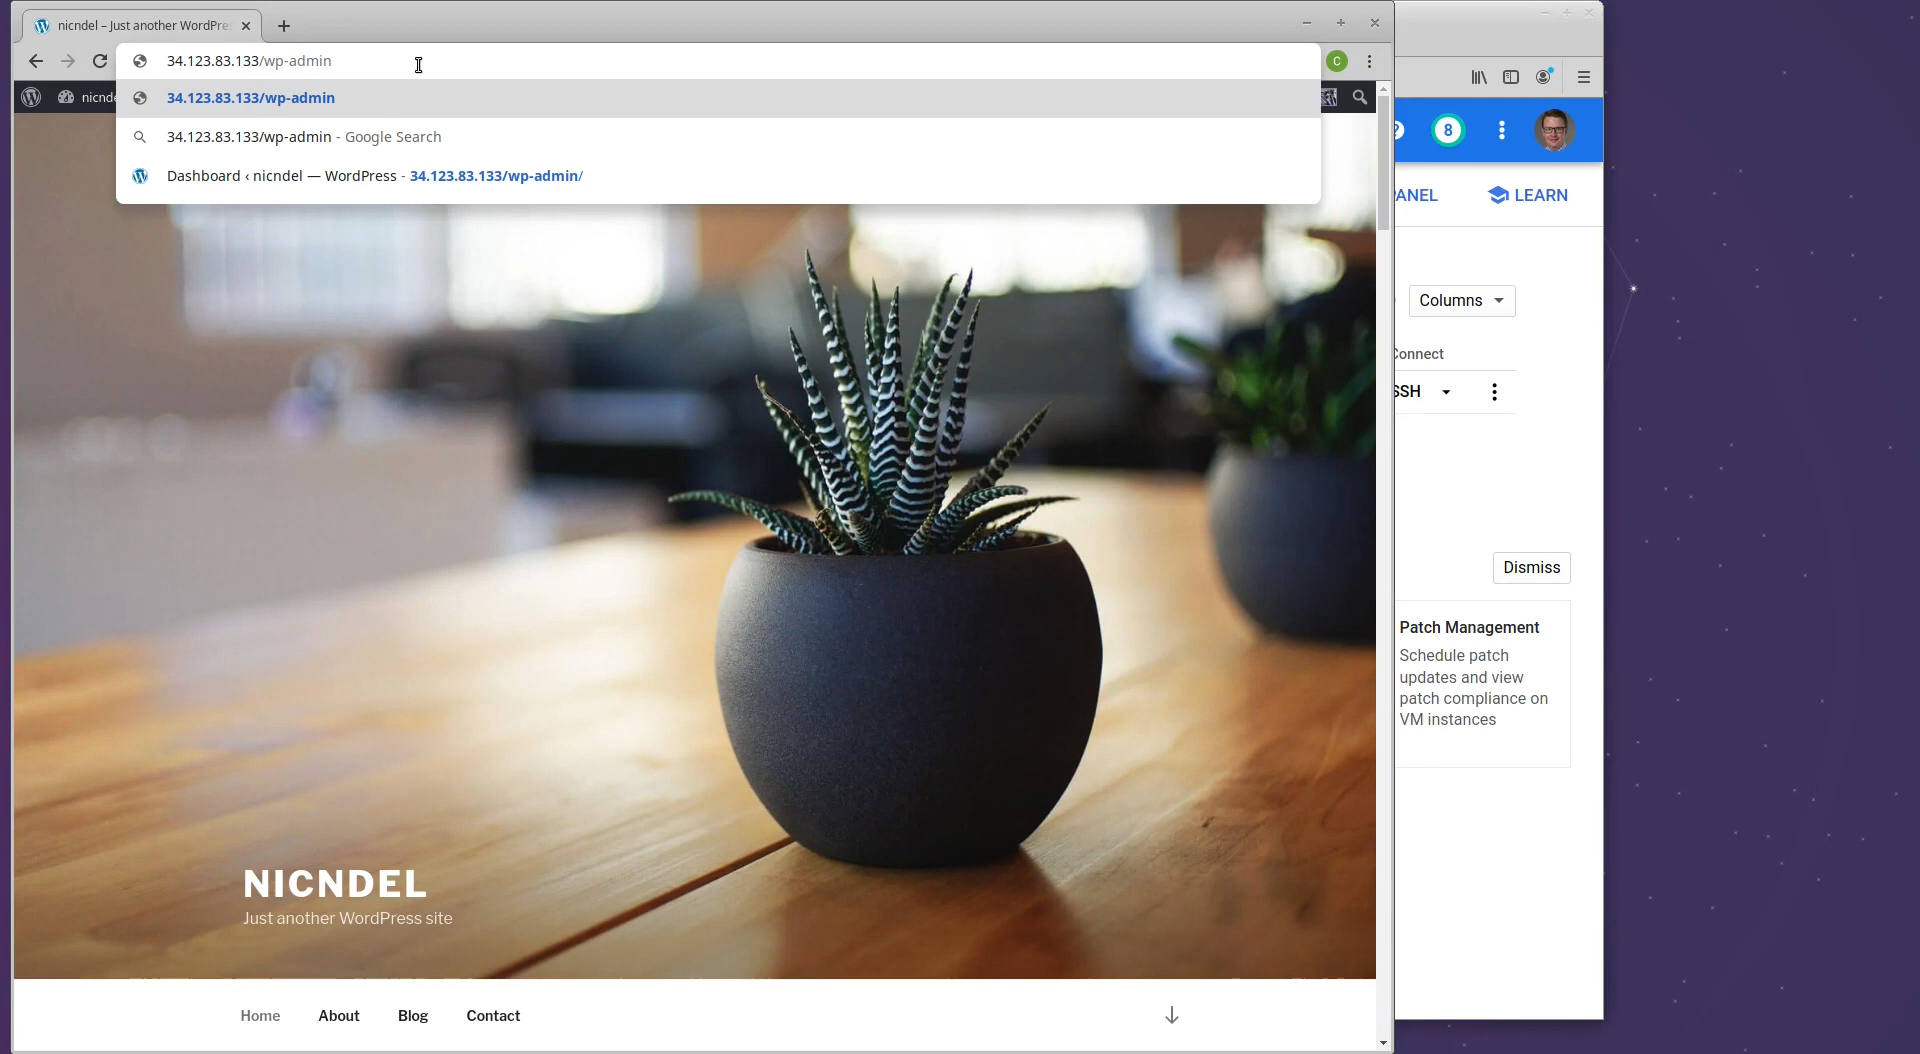 nicndel – Just another WordPre
34.123.83.133/wp-admin
C
nicnde
34.123.83.133/wp-admin
34.123.83.133/wp-admin - Google Search
Dashboard ‹ nicndel — WordPress - 34.123.83.133/wp-admin/
8
ANEL
LEARN
Columns
Connect
SSH
Dismiss
Patch Management
Schedule patch
updates and view
patch compliance on
VM instances
NICNDEL
Just another WordPress site
Home About Blog Contact